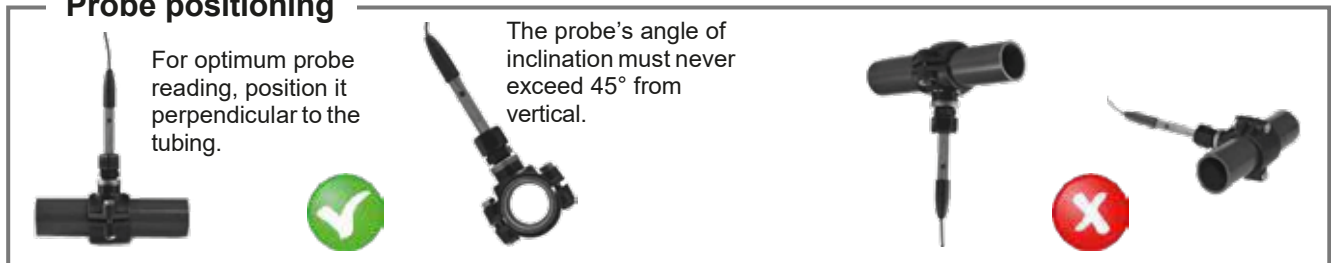 Probe positioning
For optimum probe
reading, position it
perpendicular to the
tubing.
The probe’s angle of
inclination must never
exceed 45° from
vertical.